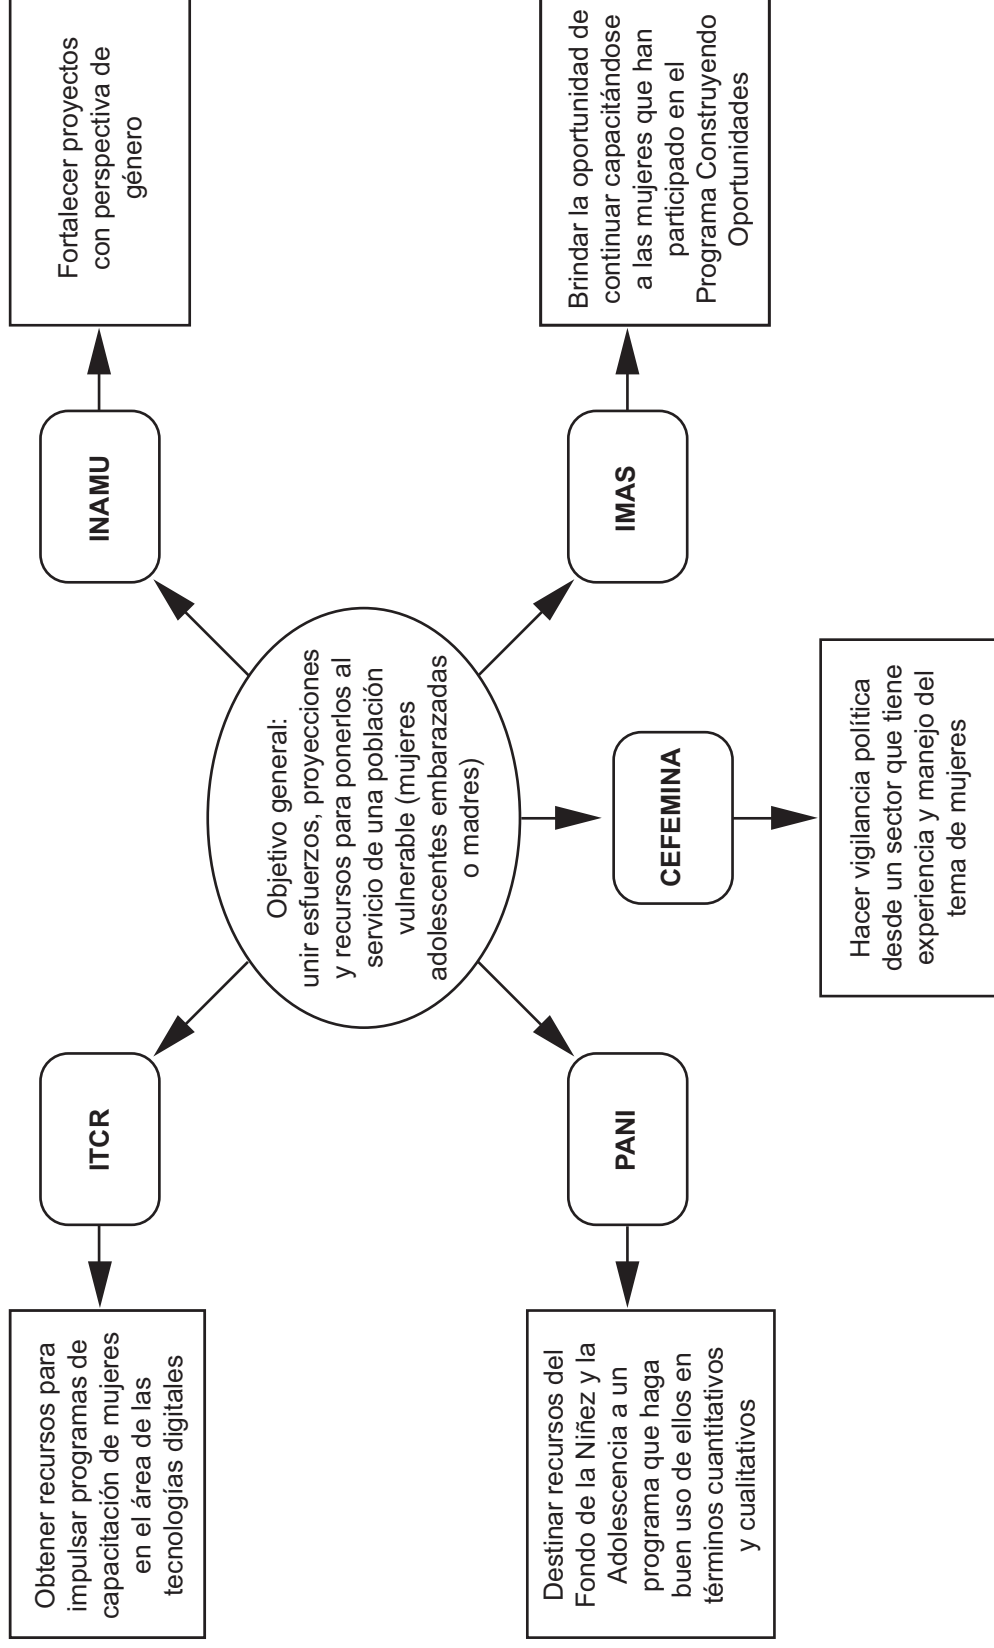 Obtener recursos para
impulsar programas de
capacitación de mujeres
en el área de las
tecnologías digitales
ITCR
INAMU
Fortalecer proyectos
con perspectiva de
género
Objetivo general:
unir esfuerzos, proyecciones
y recursos para ponerlos al
servicio de una población
vulnerable (mujeres
adolescentes embarazadas
o madres)
Destinar recursos del
Fondo de la Niñez y la
Adolescencia a un
programa que haga
buen uso de ellos en
términos cuantitativos
y cualitativos
PANI
IMAS
Brindar la oportunidad de
continuar capacitándose
a las mujeres que han
participado en el
Programa Construyendo
Oportunidades
CEFEMINA
Hacer vigilancia política
desde un sector que tiene
experiencia y manejo del
tema de mujeres